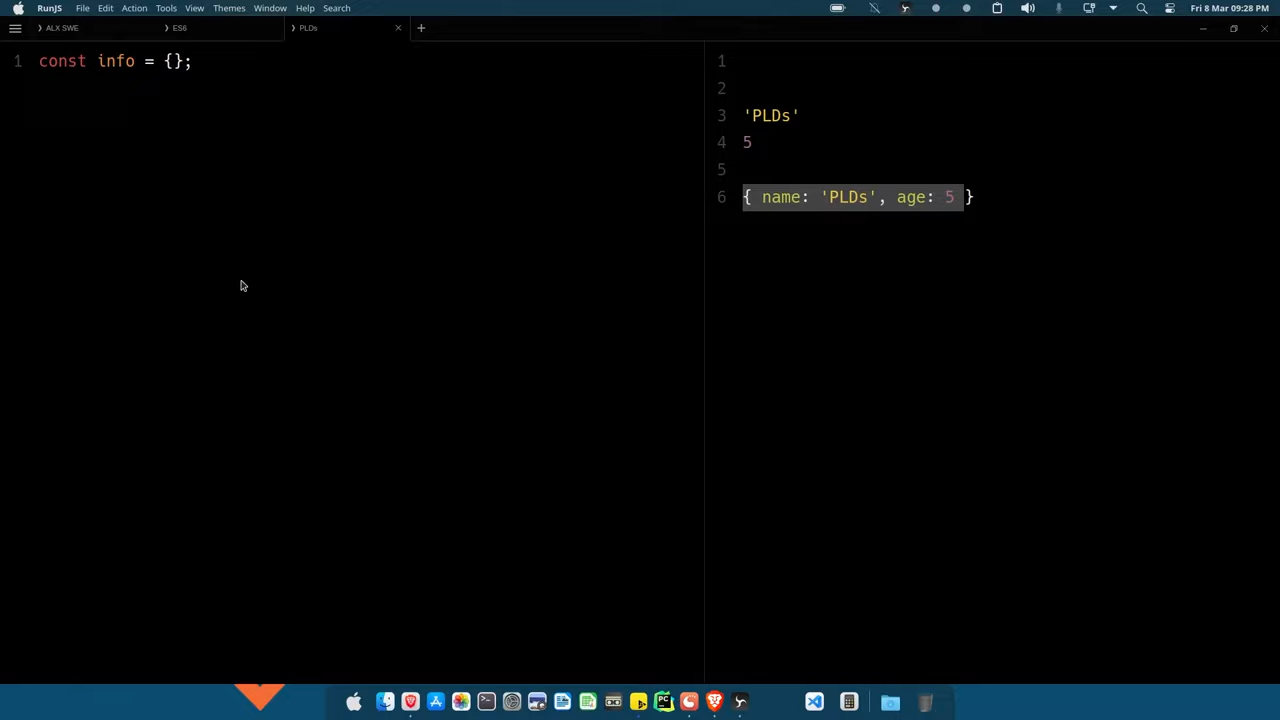 RunJS File Edit Action Tools View Themes Window Help Search Fri 8 Mar 09:28 PM
ALX SWE ES6 PLDs
1 const info = {};
1
2
3 'PLDs'
4 5
5
6 { name: 'PLDs', age: 5 }